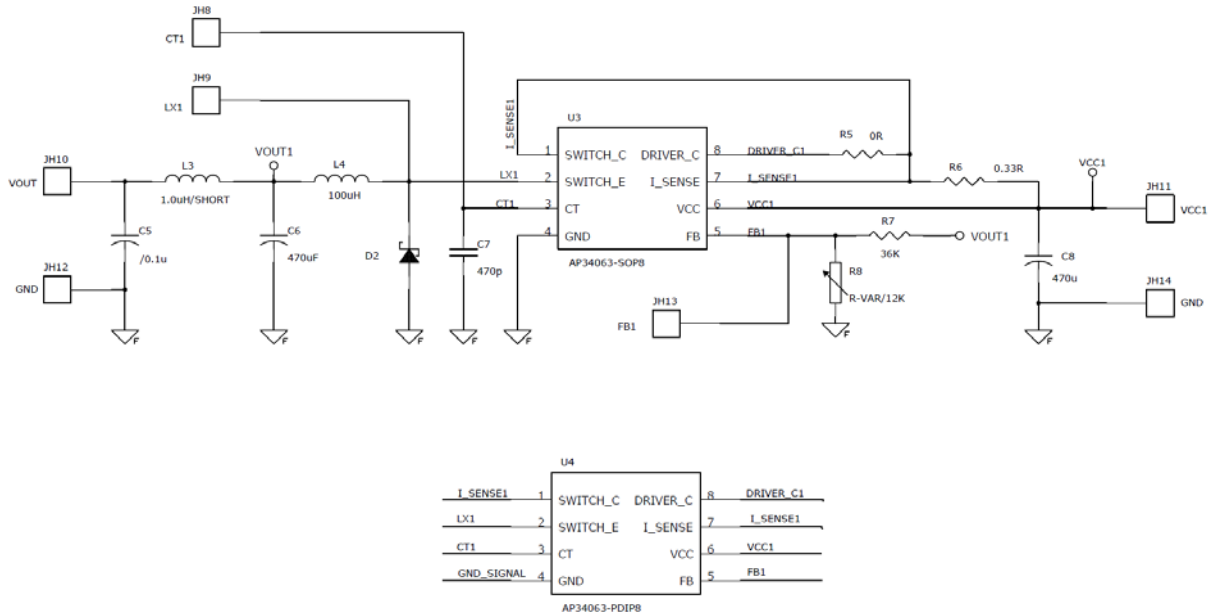 JH8
CT1
JH9
LX1
I_SENSE1
U3
R5 0R
JH10
VOUT
L3
1.0uH/SHORT
VOUT1
L4
100uH
LX1
CT1
1 SWITCH_C DRIVER_C 8 DRIVER_C1
2 SWITCH_E I_SENSE 7 I_SENSE1
3 CT VCC 6 VCC1
4 GND FB 5 FB1
AP34063-SOP8
R6 0.33R
VCC1
JH11
VCC1
R7
36K
VOUT1
C5
/0.1u
C6
470uF
D2
C7
470p
R8
R-VAR/12K
C8
470u
JH12
GND
JH13
FB1
JH14
GND
F
F
F
F
F
F
F
U4
I_SENSE1 1 SWITCH_C DRIVER_C 8 DRIVER_C1
LX1 2 SWITCH_E I_SENSE 7 I_SENSE1
CT1 3 CT VCC 6 VCC1
GND_SIGNAL 4 GND FB 5 FB1
AP34063-PDIP8